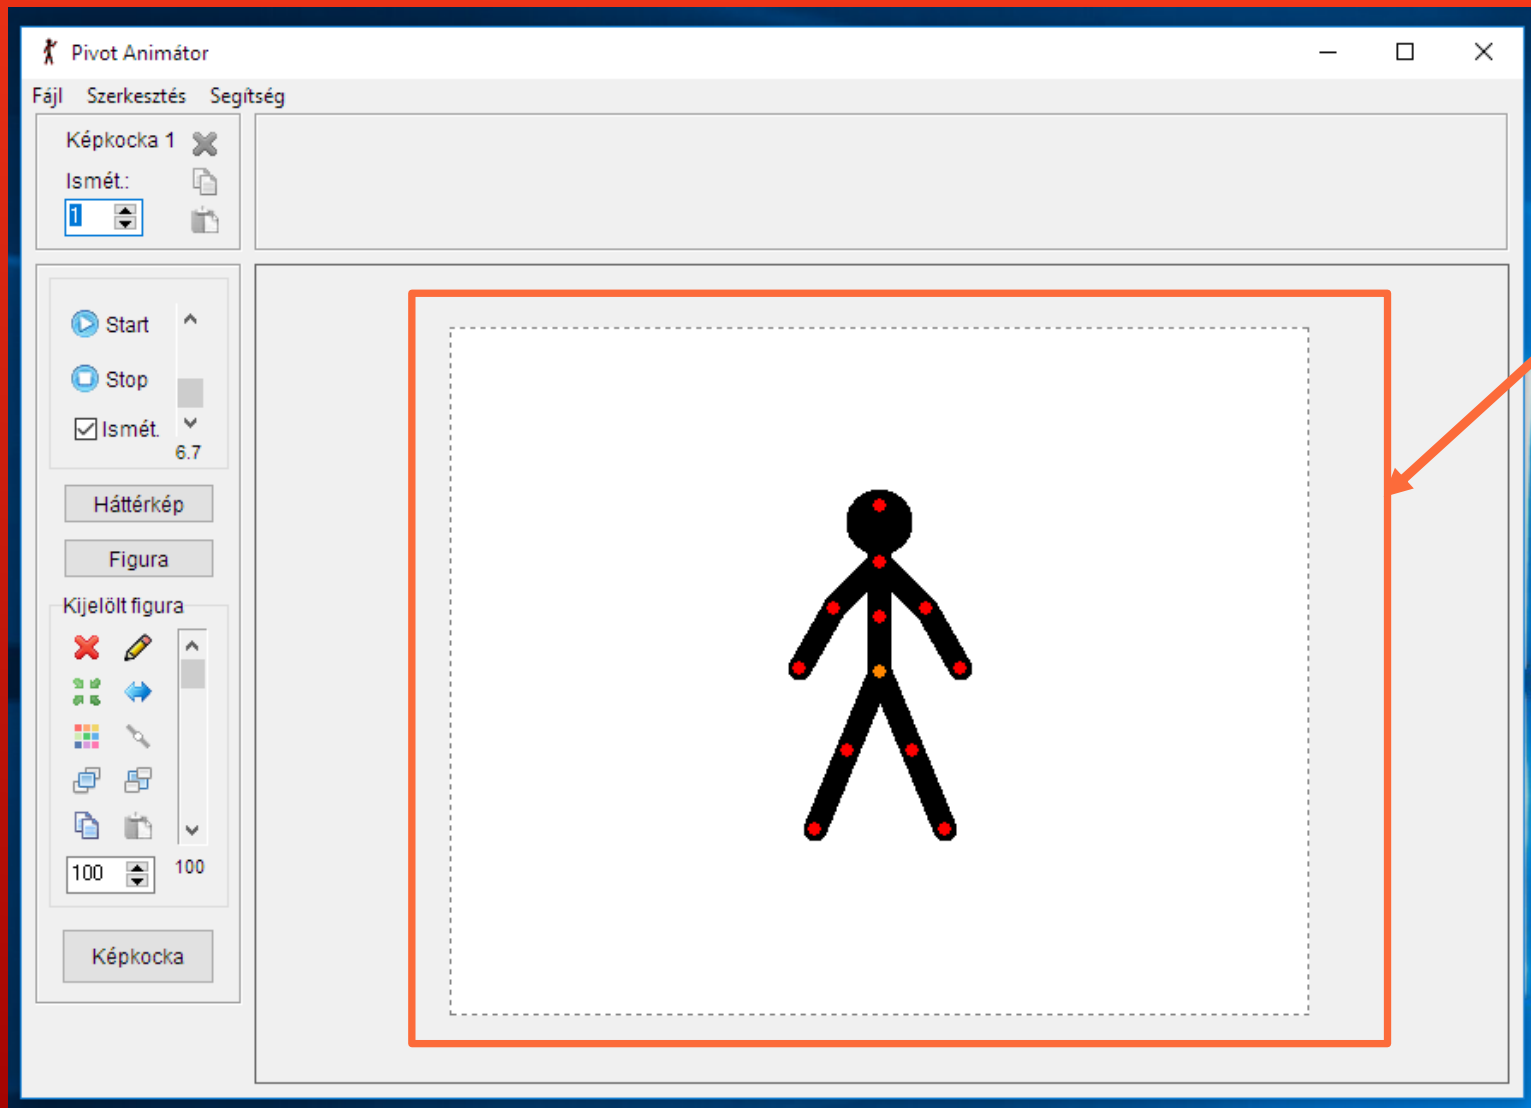 Pivot Animátor
Fájl Szerkesztés Segítség
Képkocka 1
Ismét.:
1
Start
Stop
Ismét.
6.7
Háttérkép
Figura
Kijelölt figura
100
100
Képkocka